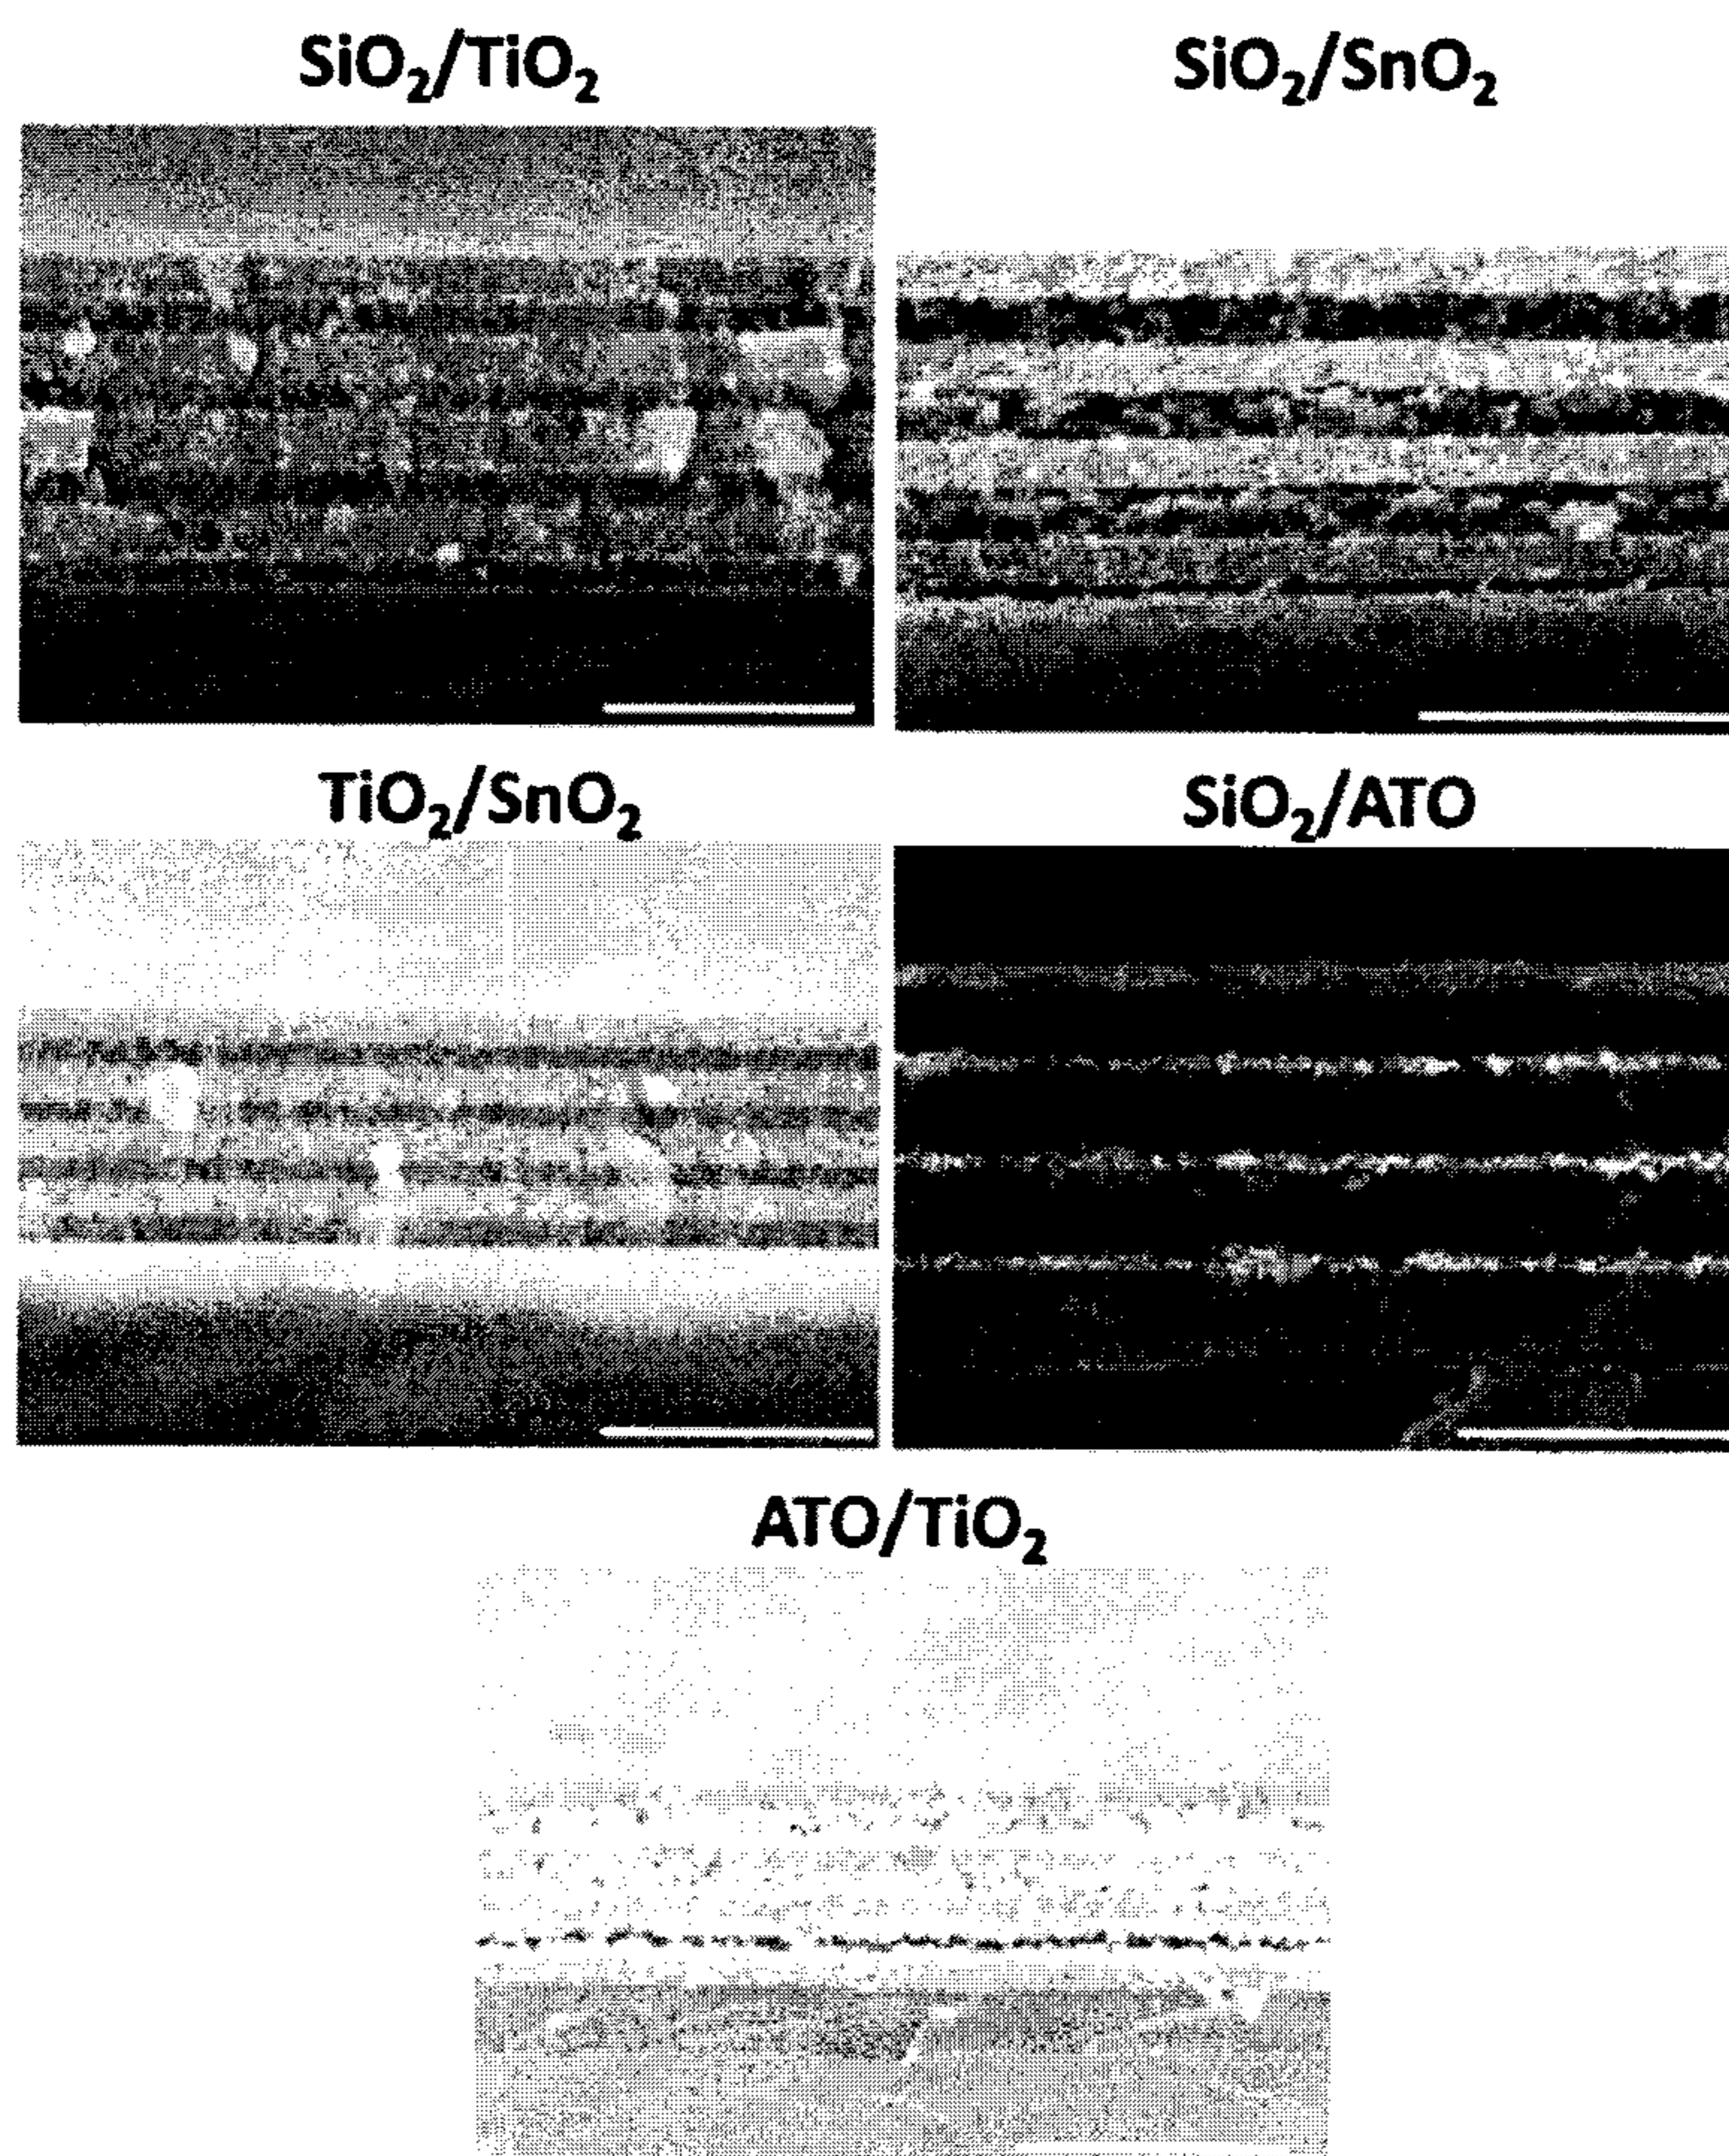 SiO₂/TiO₂
SiO₂/SnO₂
TiO₂/SnO₂
SiO₂/ATO
ATO/TiO₂